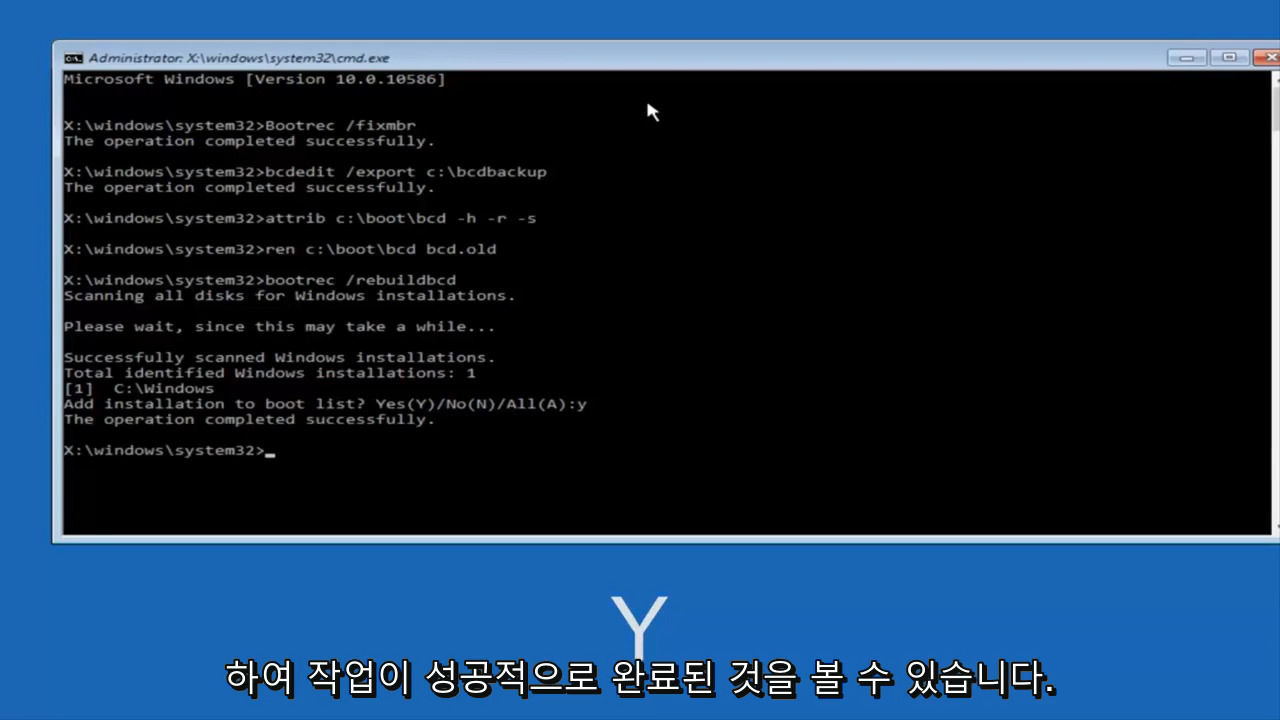 Administrator: X:\windows\system32\cmd.exe
Microsoft Windows [Version 10.0.10586]
X:\windows\system32>Bootrec /fixmbr
The operation completed successfully.
X:\windows\system32>bcdedit /export c:\bcdbackup
The operation completed successfully.
X:\windows\system32>attrib c:\boot\bcd -h -r -s
X:\windows\system32>ren c:\boot\bcd bcd.old
X:\windows\system32>bootrec /rebuildbcd
Scanning all disks for Windows installations.
Please wait, since this may take a while...
Successfully scanned Windows installations.
Total identified Windows installations: 1
[1]  C:\Windows
Add installation to boot list? Yes(Y)/No(N)/All(A):y
The operation completed successfully.
X:\windows\system32>_
Y
하여 작업이 성공적으로 완료된 것을 볼 수 있습니다.